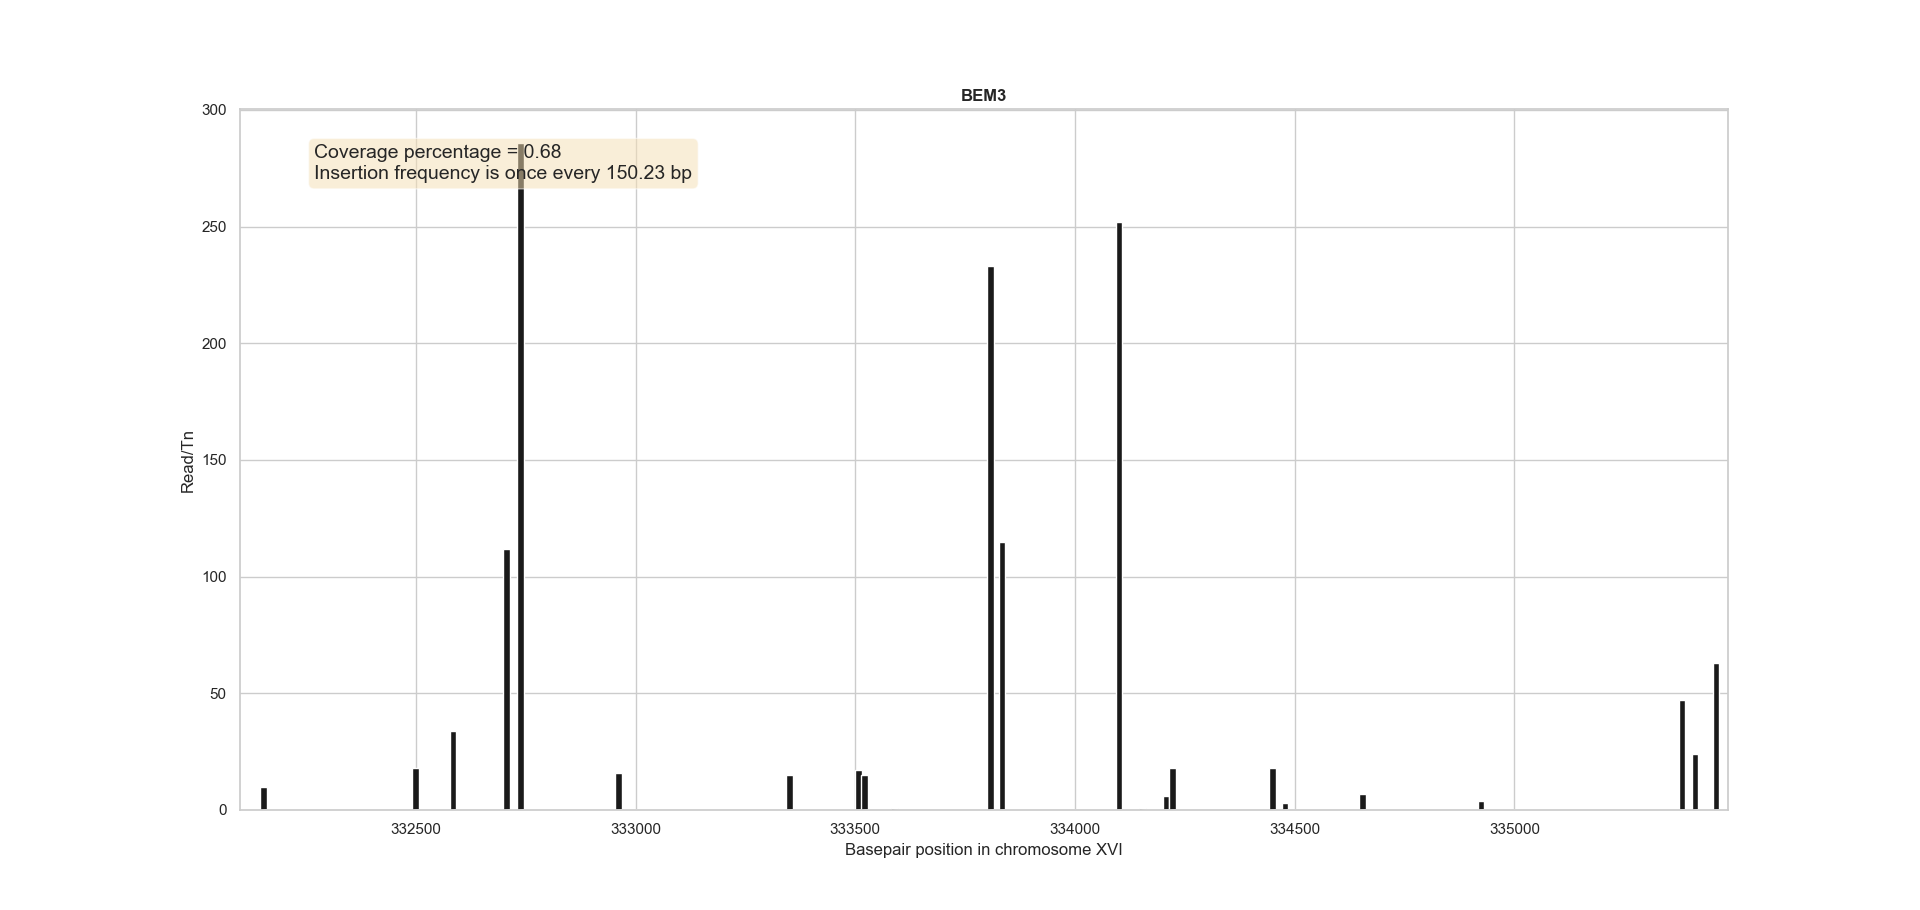 BEM3
Coverage percentage = 0.68
Insertion frequency is once every 150.23 bp
300
250
200
150
100
50
0
Read/Tn
332500 333000 333500 334000 334500 335000
Basepair position in chromosome XVI